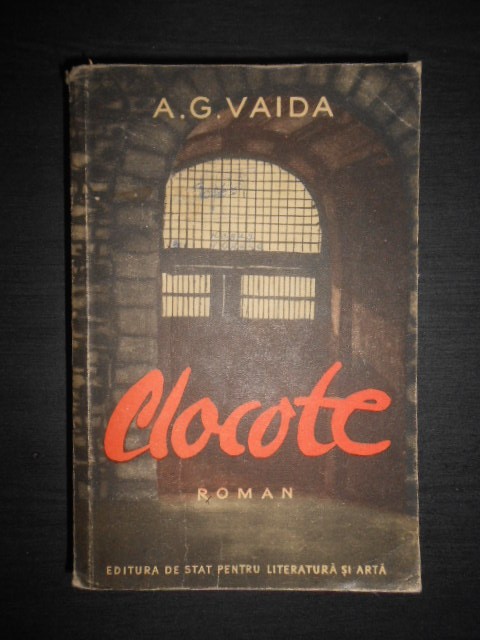 A.G.VAIDA
Clocote
ROMAN
EDITURA DE STAT PENTRU LITERATURĂ ȘI ARTĂ